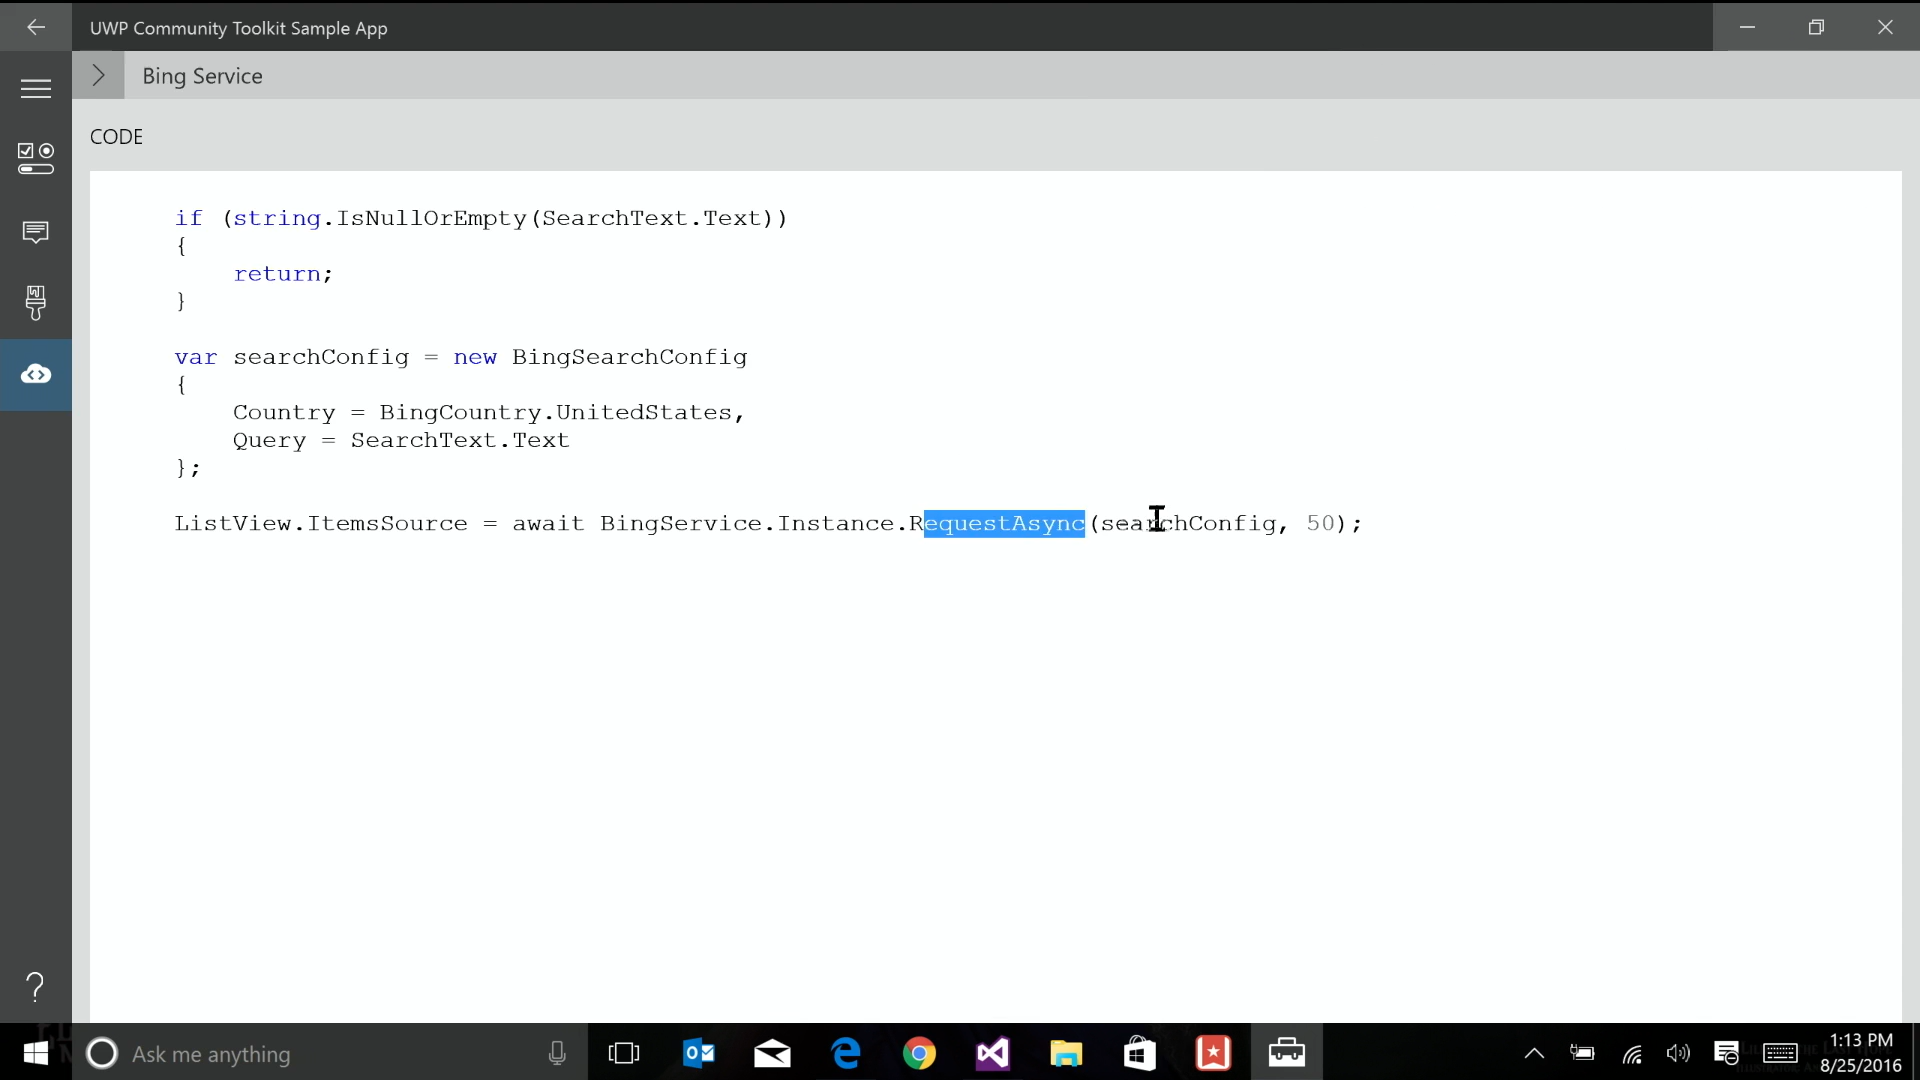 UWP Community Toolkit Sample App
Bing Service
CODE
if (string.IsNullOrEmpty(SearchText.Text))
{
return;
}
var searchConfig = new BingSearchConfig
{
Country = BingCountry.UnitedStates,
Query = SearchText.Text
};
ListView.ItemsSource = await BingService.Instance.RequestAsync(searchConfig, 50);
?
Ask me anything
1:13 PM
8/25/2016